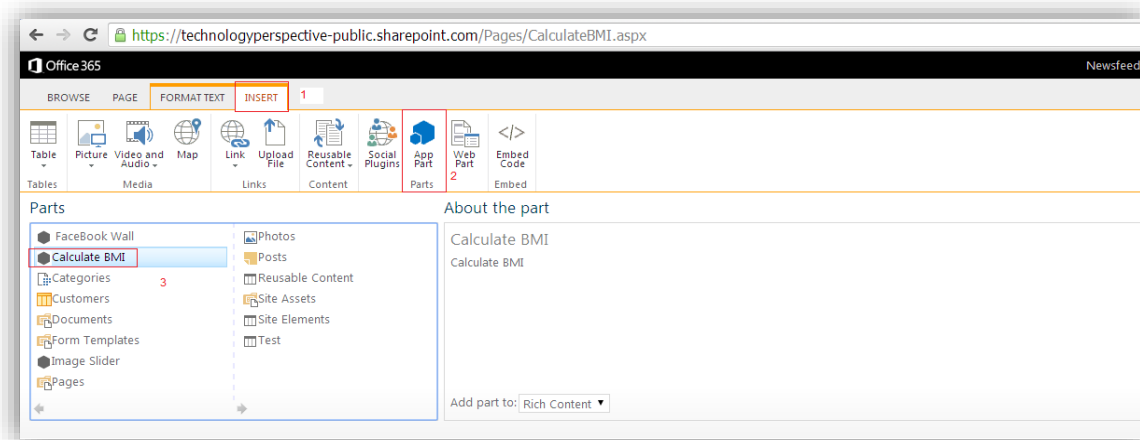 https://technologyperspective-public.sharepoint.com/Pages/CalculateBMI.aspx
Office 365
Newsfeed
BROWSE PAGE FORMAT TEXT INSERT 1
Table
Picture
Video and Audio
Map
Link
Upload File
Reusable Content
Social Plugins
App Part
Web Part
Embed Code
2
Tables Media Links Content Parts Embed
Parts
FaceBook Wall
Calculate BMI
Categories
3
Customers
Documents
Form Templates
Image Slider
Pages
Photos
Posts
Reusable Content
Site Assets
Site Elements
Test
About the part
Calculate BMI
Calculate BMI
Add part to: Rich Content